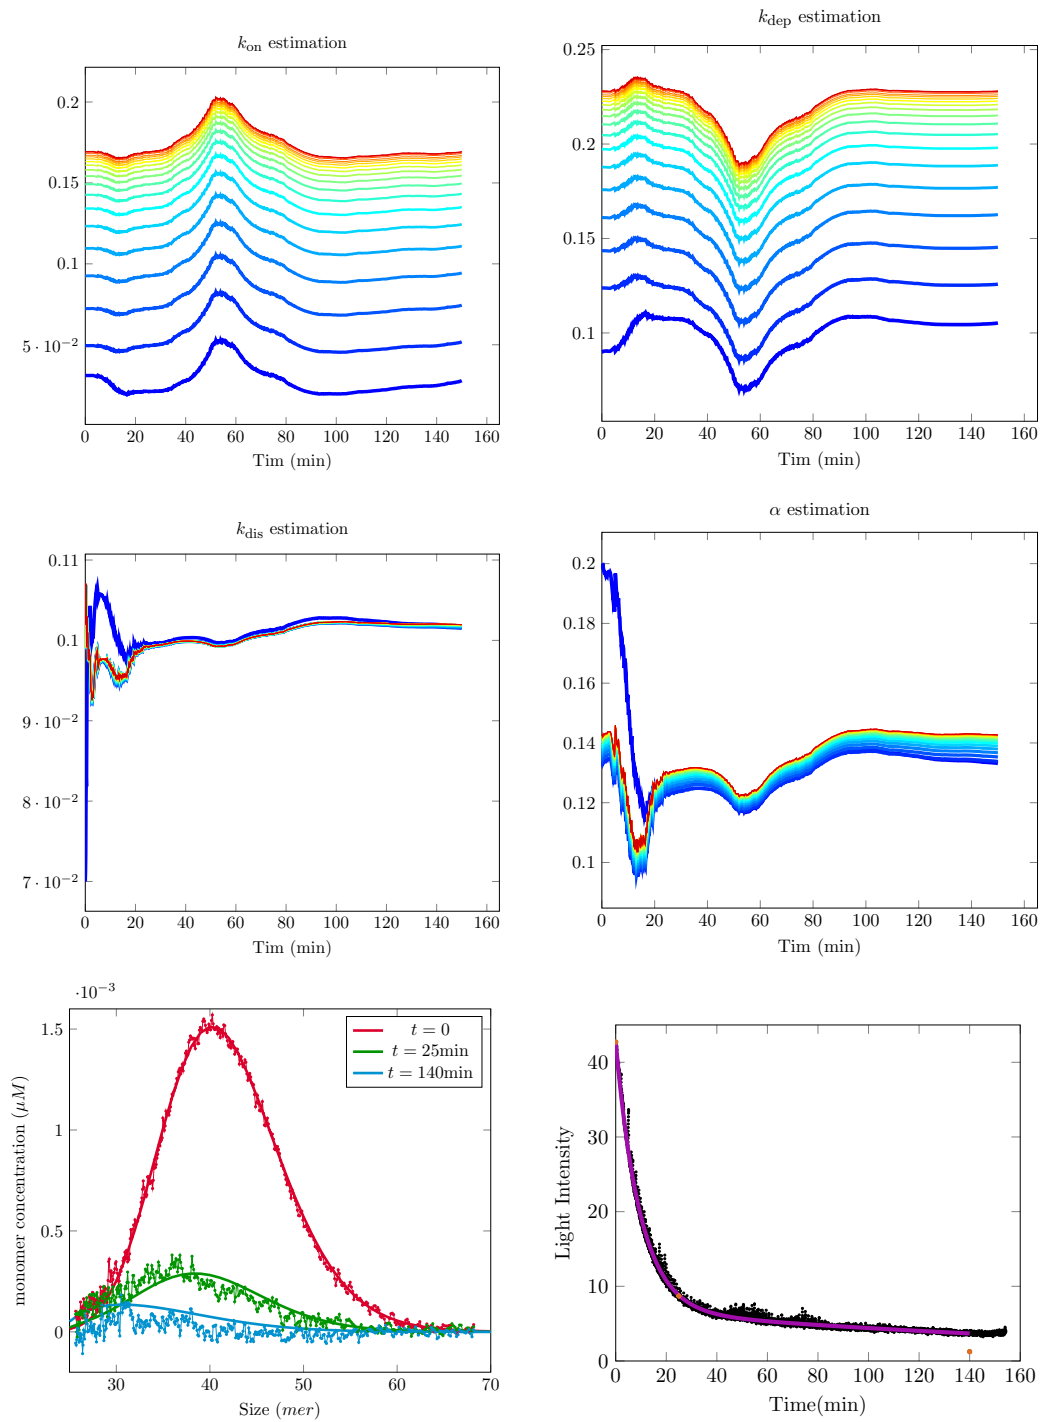 k_on estimation
0.2
0.15
0.1
5 · 10^−2
0 20 40 60 80 100 120 140 160
Tim (min)
k_dep estimation
0.25
0.2
0.15
0.1
0 20 40 60 80 100 120 140 160
Tim (min)
k_dis estimation
0.11
0.1
9 · 10^−2
8 · 10^−2
7 · 10^−2
0 20 40 60 80 100 120 140 160
Tim (min)
α estimation
0.2
0.18
0.16
0.14
0.12
0.1
0 20 40 60 80 100 120 140 160
Tim (min)
·10^−3
1.5
1
0.5
0
monomer concentration (μM)
t = 0
t = 25min
t = 140min
30 40 50 60 70
Size (mer)
40
30
20
10
0
Light Intensity
0 20 40 60 80 100 120 140 160
Time(min)